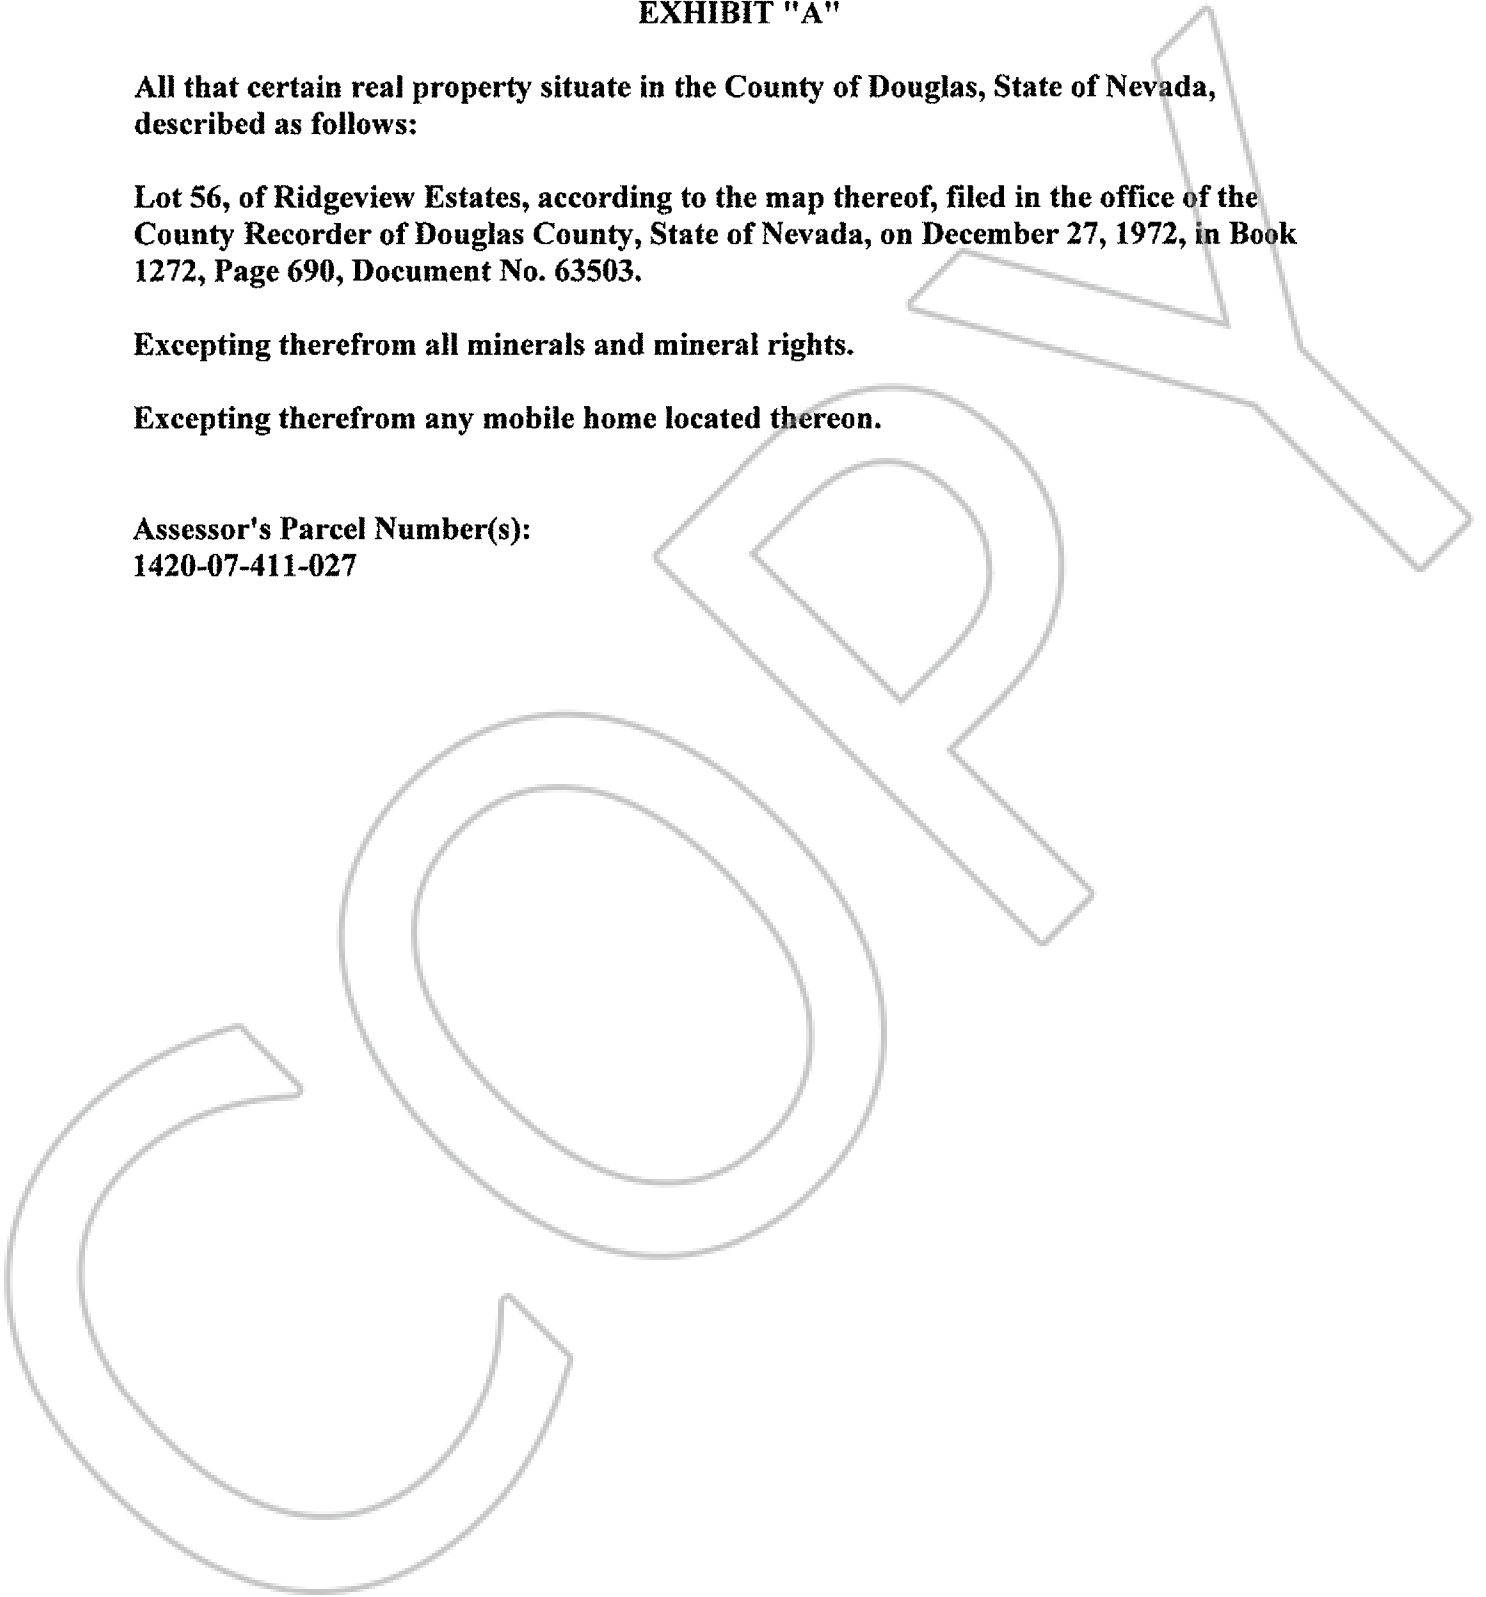 EXHIBIT "A"
All that certain real property situate in the County of Douglas, State of Nevada,
described as follows:
Lot 56, of Ridgeview Estates, according to the map thereof, filed in the office of the
County Recorder of Douglas County, State of Nevada, on December 27, 1972, in Book
1272, Page 690, Document No. 63503.
Excepting therefrom all minerals and mineral rights.
Excepting therefrom any mobile home located thereon.
Assessor's Parcel Number(s):
1420-07-411-027
COPY